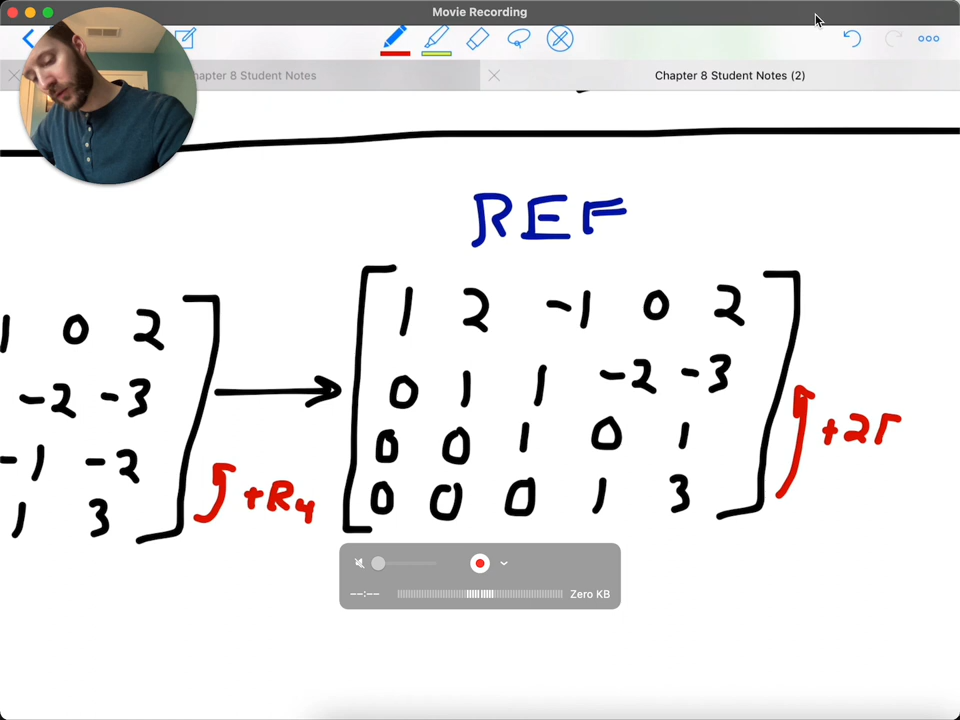 Movie Recording
hapter 8 Student Notes
Chapter 8 Student Notes (2)
REF
1 0 2
-2 -3
-1 -2
1 3
+R4
1 2 -1 0 2
0 1 1 -2 -3
0 0 1 0 1
0 0 0 1 3
+2r
--:--
Zero KB